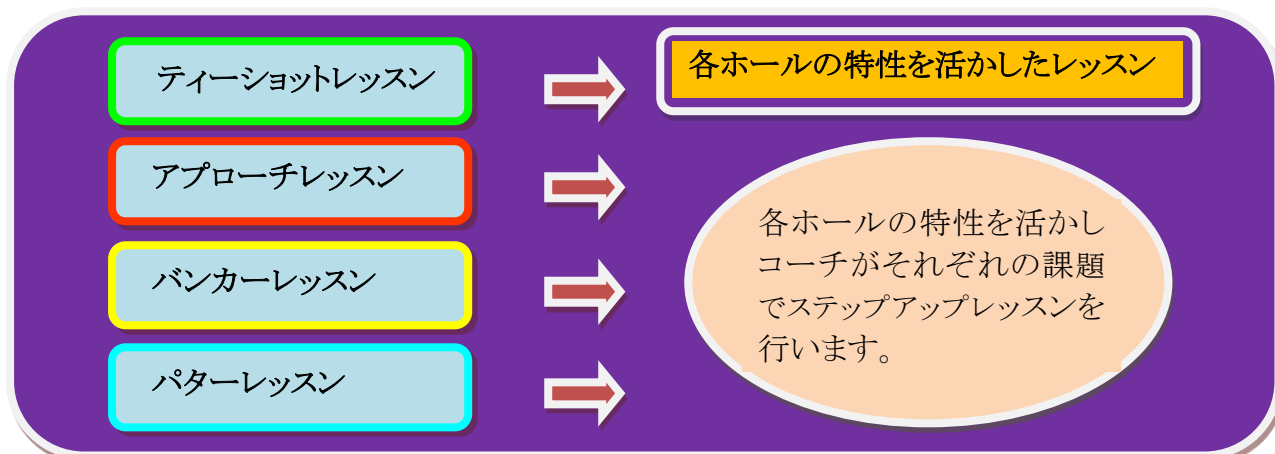 ティーショットレッスン
アプローチレッスン
バンカーレッスン
パターレッスン
各ホールの特性を活かしたレッスン
各ホールの特性を活かし
コーチがそれぞれの課題
でステップアップレッスンを
行います。